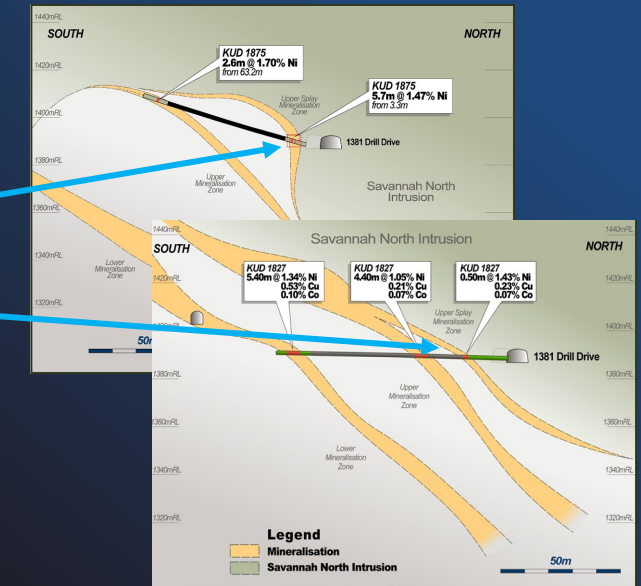 1440mRL
SOUTH
NORTH
KUD 1875
2.6m @ 1.70% Ni
from 63.2m
1420mRL
KUD 1875
5.7m @ 1.47% Ni
from 3.3m
Upper Splay
Mineralisation
Zone
1400mRL
1381 Drill Drive
1380mRL
Upper
Mineralisation
Zone
Savannah North
Intrusion
1360mRL
1340mRL
Lower
Mineralisation
Zone
1320mRL
1440mRL
Savannah North Intrusion
1440mRL
SOUTH
NORTH
KUD 1827
5.40m @ 1.34% Ni
0.53% Cu
0.10% Co
KUD 1827
4.40m @ 1.05% Ni
0.21% Cu
0.07% Co
KUD 1827
0.50m @ 1.43% Ni
0.23% Cu
0.07% Co
1420mRL
1420mRL
Upper Splay
Mineralisation
Zone
1400mRL
1400mRL
1381 Drill Drive
1380mRL
1380mRL
Upper
Mineralisation
Zone
1360mRL
1360mRL
Lower
Mineralisation
Zone
1340mRL
1340mRL
1320mRL
1320mRL
Legend
Mineralisation
Savannah North Intrusion
50m